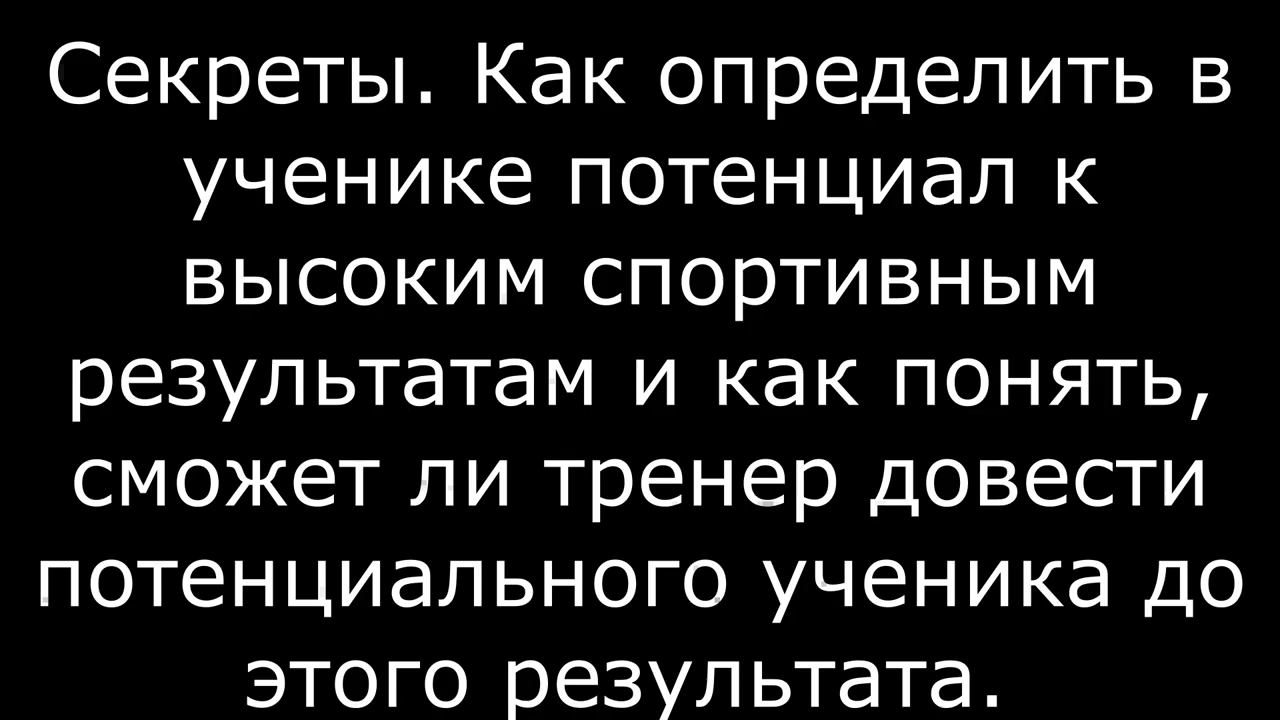 Секреты. Как определить в
ученике потенциал к
высоким спортивным
результатам и как понять,
сможет ли тренер довести
потенциального ученика до
этого результата.